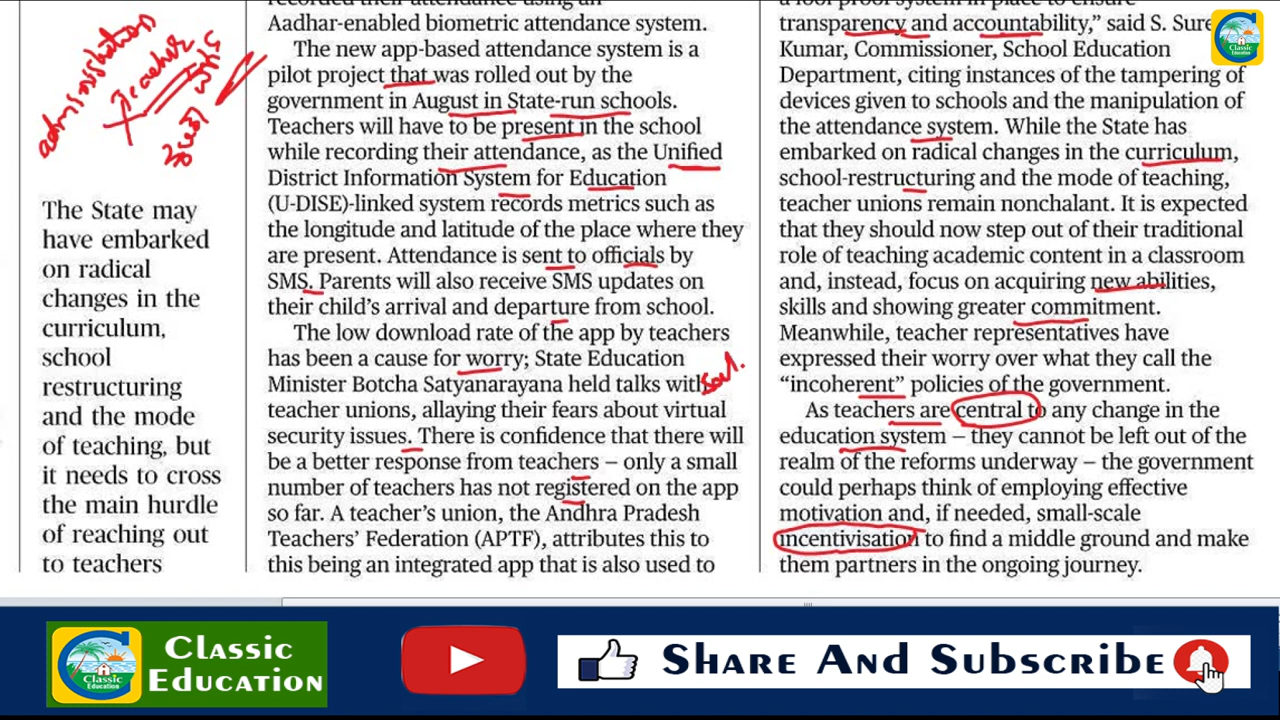 administration
Teacher
The State may
have embarked
on radical
changes in the
curriculum,
school
restructuring
and the mode
of teaching, but
it needs to cross
the main hurdle
of reaching out
to teachers
recorded their attendance using an
Aadhar-enabled biometric attendance system.
The new app-based attendance system is a
pilot project that was rolled out by the
government in August in State-run schools.
Teachers will have to be present in the school
while recording their attendance, as the Unified
District Information System for Education
(U-DISE)-linked system records metrics such as
the longitude and latitude of the place where they
are present. Attendance is sent to officials by
SMS. Parents will also receive SMS updates on
their child’s arrival and departure from school.
The low download rate of the app by teachers
has been a cause for worry; State Education
Minister Botcha Satyanarayana held talks with
teacher unions, allaying their fears about virtual
security issues. There is confidence that there will
be a better response from teachers – only a small
number of teachers has not registered on the app
so far. A teacher’s union, the Andhra Pradesh
Teachers’ Federation (APTF), attributes this to
this being an integrated app that is also used to
a fool proof system in place to ensure
transparency and accountability,” said S. Sure
Kumar, Commissioner, School Education
Department, citing instances of the tampering of
devices given to schools and the manipulation of
the attendance system. While the State has
embarked on radical changes in the curriculum,
school-restructuring and the mode of teaching,
teacher unions remain nonchalant. It is expected
that they should now step out of their traditional
role of teaching academic content in a classroom
and, instead, focus on acquiring new abilities,
skills and showing greater commitment.
Meanwhile, teacher representatives have
expressed their worry over what they call the
“incoherent” policies of the government.
As teachers are central to any change in the
education system – they cannot be left out of the
realm of the reforms underway – the government
could perhaps think of employing effective
motivation and, if needed, small-scale
incentivisation to find a middle ground and make
them partners in the ongoing journey.
Classic
Education
Classic
Education
Classic
Education
Share And Subscribe